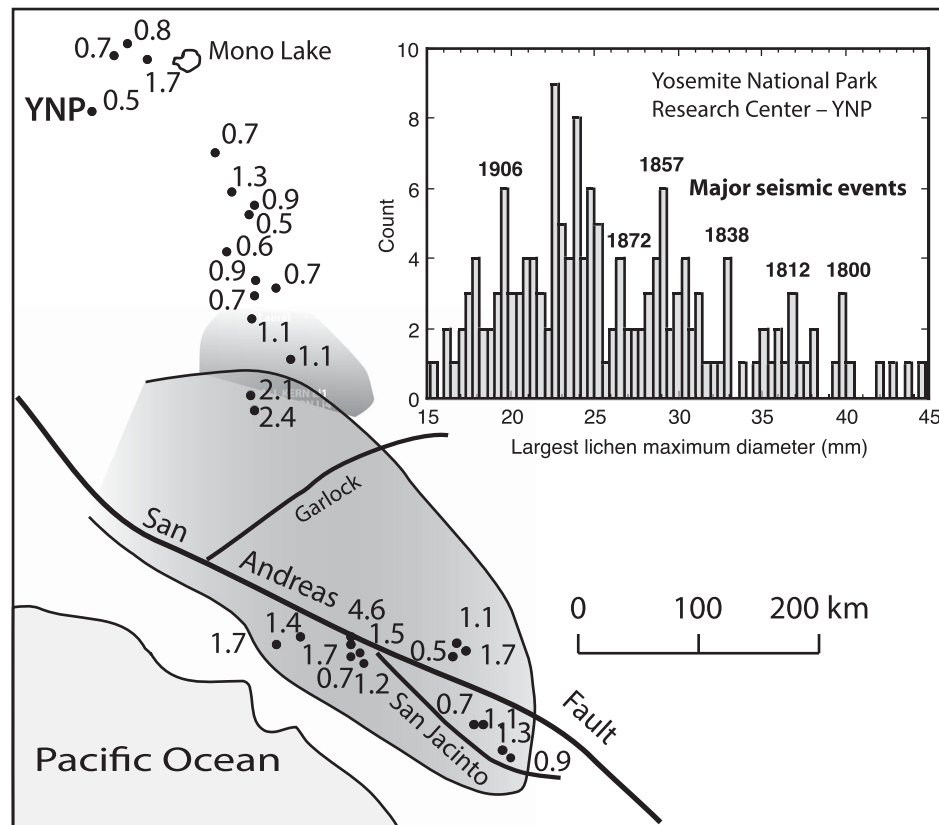 0.8
0.7
Mono Lake
1.7
YNP
0.5
0.7
1.3
0.9
0.5
0.6
0.9
0.7
0.7
1.1
1.1
2.1
2.4
Garlock
San
Andreas
4.6
1.4
1.5
1.7
1.7
0.7
1.2
1.1
0.5
1.7
0.7
1.1
1.3
0.9
San Jacinto
Fault
Pacific Ocean
0 100 200 km
Yosemite National Park
Research Center – YNP
Major seismic events
1906
1857
1872
1838
1812
1800
Count
10
8
6
4
2
0
15 20 25 30 35 40 45
Largest lichen maximum diameter (mm)